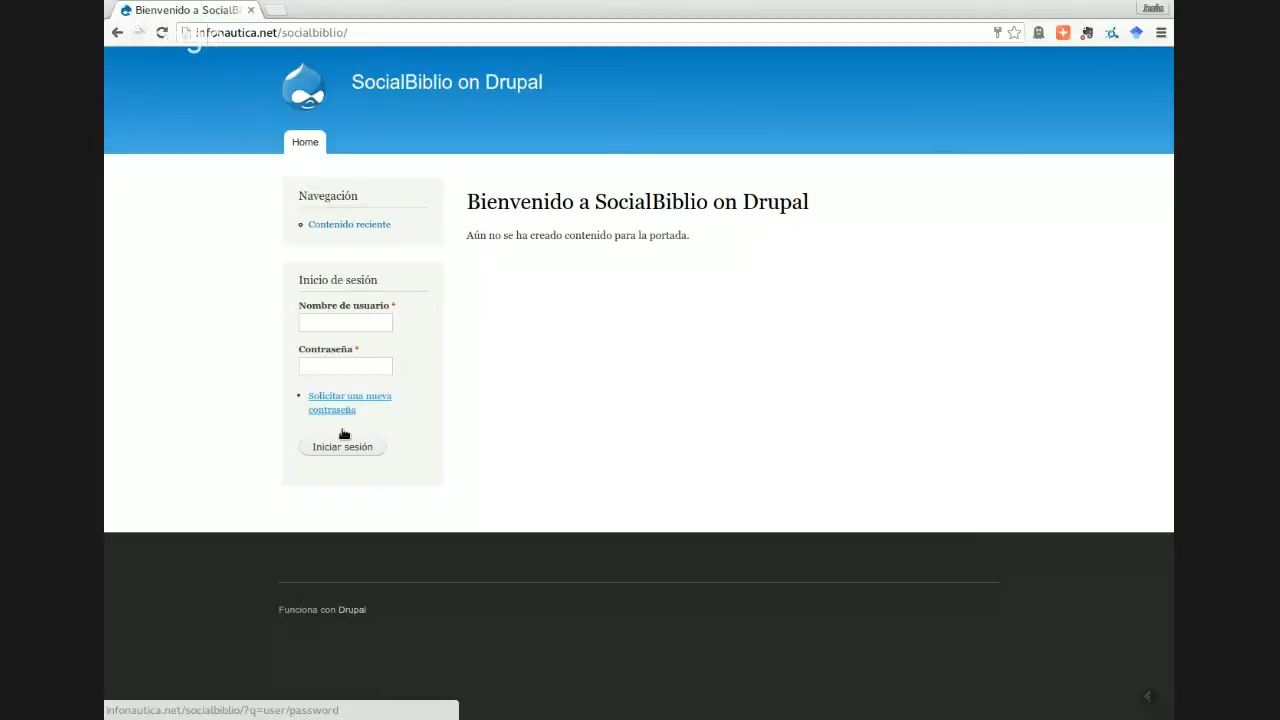 Bienvenido a SocialBi
Jaella
infonautica.net/socialbiblio/
SocialBiblio on Drupal
Home
Navegación
Contenido reciente
Bienvenido a SocialBiblio on Drupal
Aún no se ha creado contenido para la portada.
Inicio de sesión
Nombre de usuario *
Contraseña *
Solicitar una nueva
contraseña
Iniciar sesión
Funciona con Drupal
infonautica.net/socialbiblio/?q=user/password